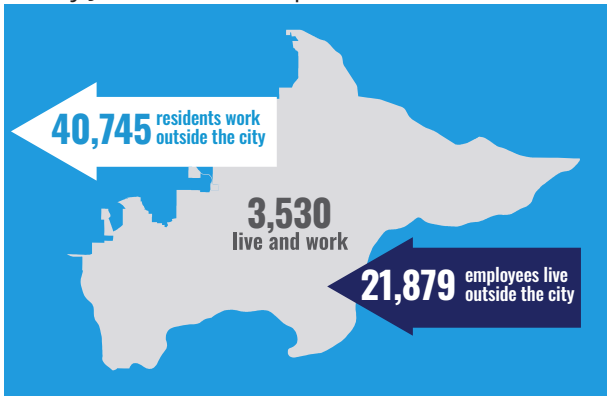 40,745 residents work
outside the city
3,530
live and work
21,879 employees live
outside the city